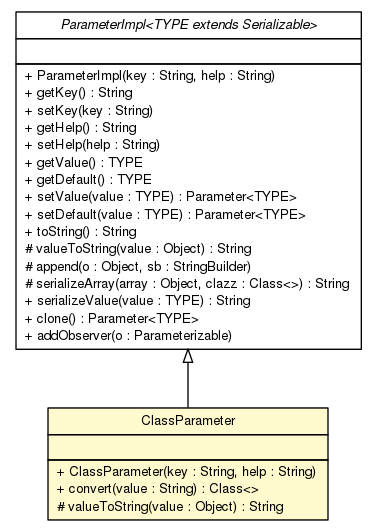 ParameterImpl<TYPE extends Serializable>
+ ParameterImpl(key : String, help : String)
+ getKey() : String
+ setKey(key : String)
+ getHelp() : String
+ setHelp(help : String)
+ getValue() : TYPE
+ getDefault() : TYPE
+ setValue(value : TYPE) : Parameter<TYPE>
+ setDefault(value : TYPE) : Parameter<TYPE>
+ toString() : String
# valueToString(value : Object) : String
# append(o : Object, sb : StringBuilder)
# serializeArray(array : Object, clazz : Class<>) : String
+ serializeValue(value : TYPE) : String
+ clone() : Parameter<TYPE>
+ addObserver(o : Parameterizable)
ClassParameter
+ ClassParameter(key : String, help : String)
+ convert(value : String) : Class<>
# valueToString(value : Object) : String